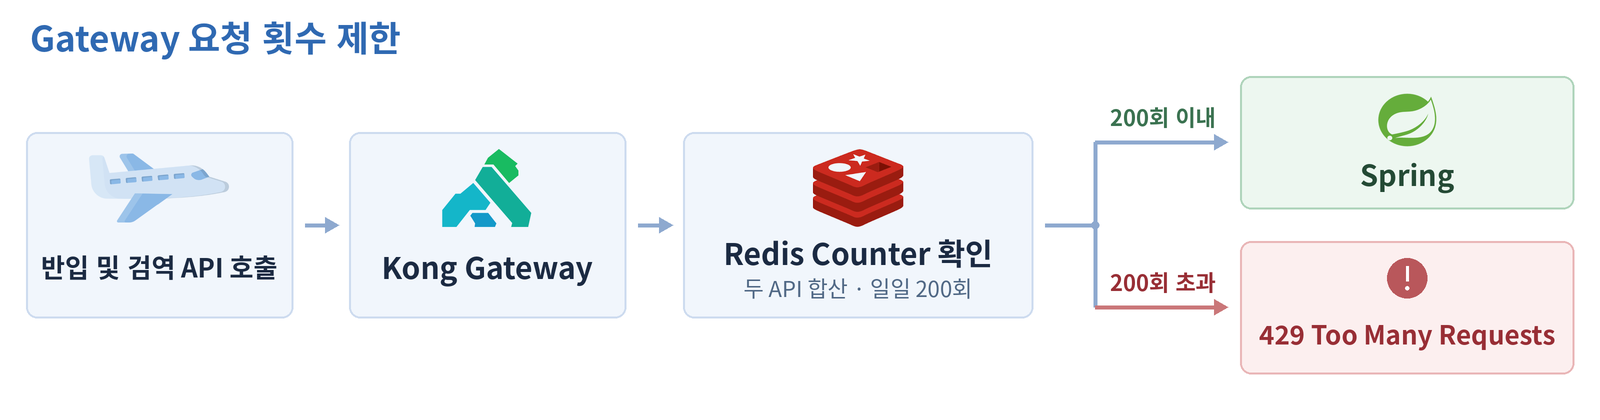 Gateway 요청 횟수 제한
반입 및 검역 API 호출
Kong Gateway
Redis Counter 확인
두 API 합산 · 일일 200회
200회 이내
Spring
200회 초과
429 Too Many Requests